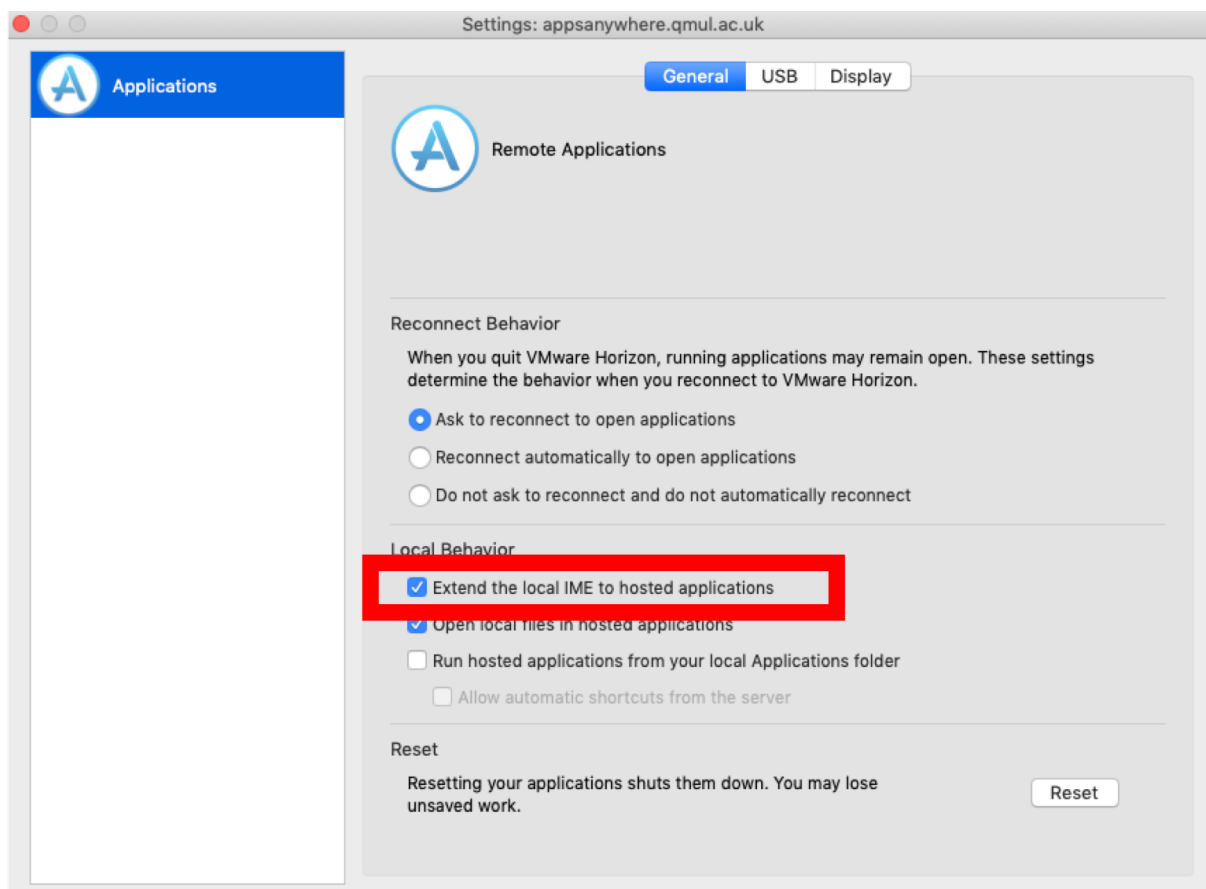 Settings: appsanywhere.qmul.ac.uk
Applications
General USB Display
Remote Applications
Reconnect Behavior
When you quit VMware Horizon, running applications may remain open. These settings
determine the behavior when you reconnect to VMware Horizon.
Ask to reconnect to open applications
Reconnect automatically to open applications
Do not ask to reconnect and do not automatically reconnect
Local Behavior
Extend the local IME to hosted applications
Open local files in hosted applications
Run hosted applications from your local Applications folder
Allow automatic shortcuts from the server
Reset
Resetting your applications shuts them down. You may lose
unsaved work.
Reset